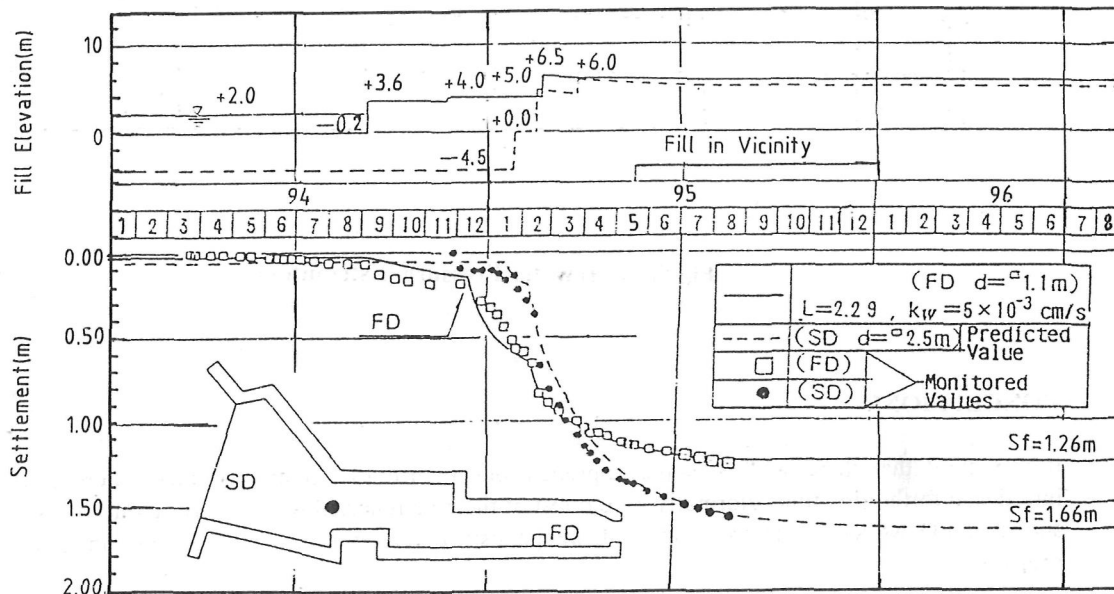 Fill Elevation(m)
10
0
+2.0
-0.2
+3.6
+4.0
-4.5
+5.0
+0.0
+6.5
+6.0
Fill in Vicinity
94 95 96
1 2 3 4 5 6 7 8 9 10 11 12 1 2 3 4 5 6 7 8 9 10 11 12 1 2 3 4 5 6 7 8
Settlement(m)
0.00
0.50
1.00
1.50
2.00
FD
(FD d=□1.1m)
L=2.29 , kw=5×10⁻³ cm/s
(SD d=□2.5m)
Predicted
Value
(FD)
(SD)
Monitored
Values
Sf=1.26m
Sf=1.66m
SD
FD